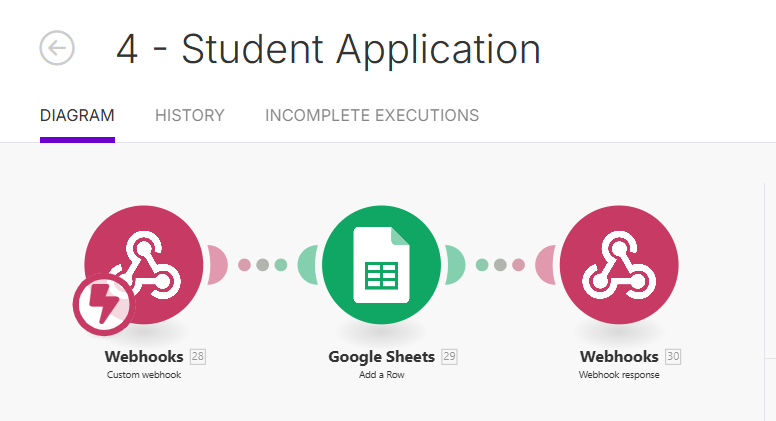 4 - Student Application
DIAGRAM HISTORY INCOMPLETE EXECUTIONS
Webhooks 28
Custom webhook
Google Sheets 29
Add a Row
Webhooks 30
Webhook response